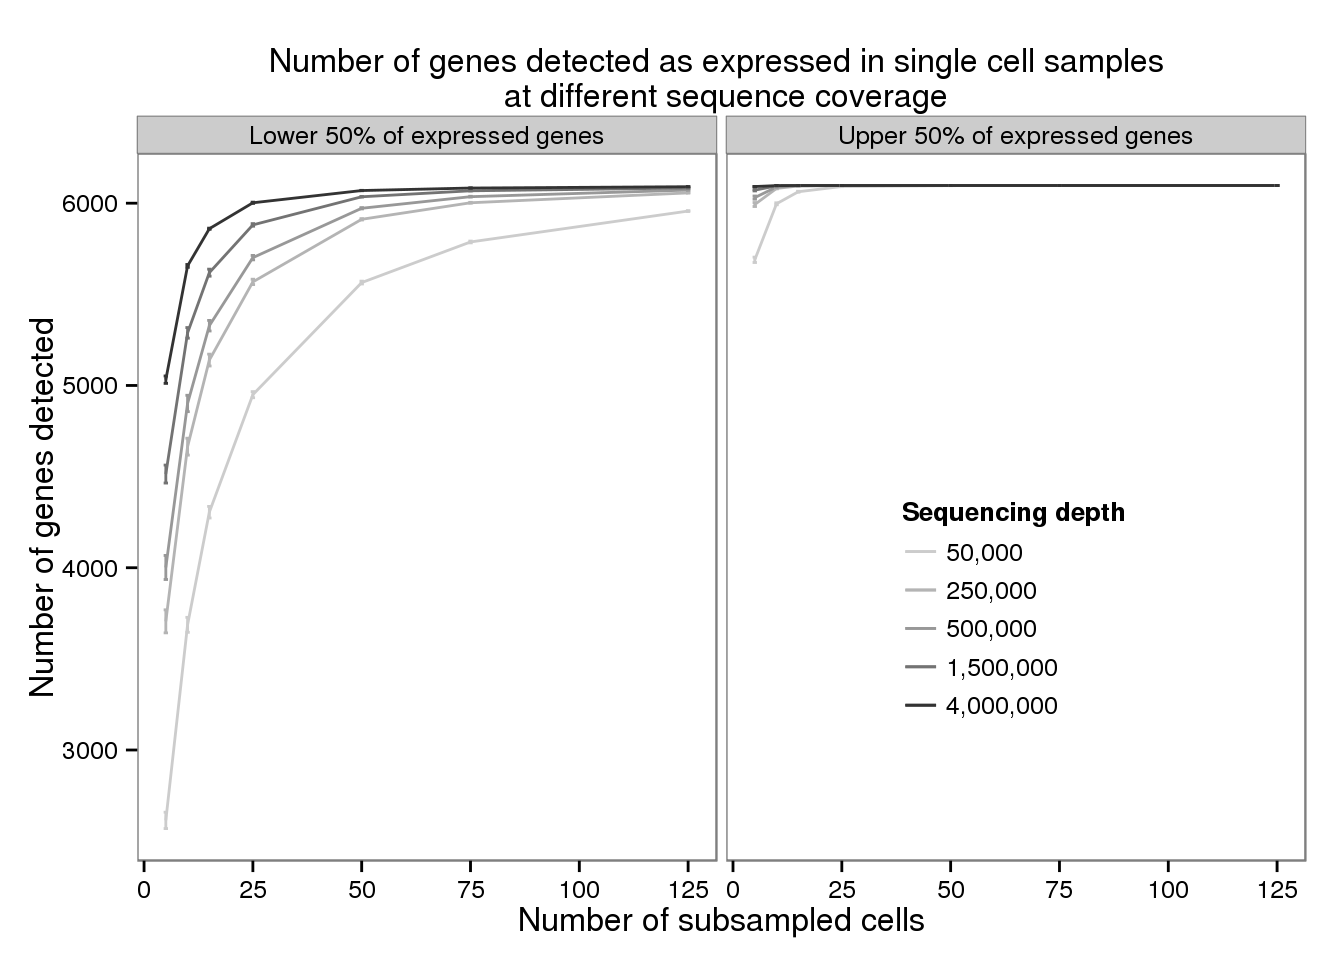 Number of genes detected as expressed in single cell samples
at different sequence coverage
Lower 50% of expressed genes
Upper 50% of expressed genes
Number of genes detected
6000
5000
4000
3000
Sequencing depth
50,000
250,000
500,000
1,500,000
4,000,000
0 25 50 75 100 125
0 25 50 75 100 125
Number of subsampled cells